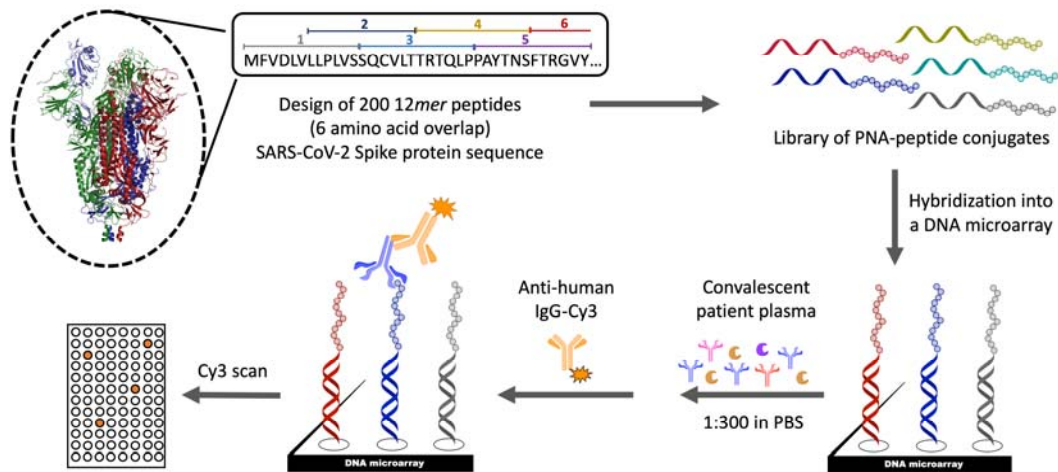 2 4 6
1 3 5
MFVDLVLLPLVSSQCVLTTRTQLPPAYTNSFTRGVY...
Design of 200 12mer peptides
(6 amino acid overlap)
SARS-CoV-2 Spike protein sequence
Library of PNA-peptide conjugates
Hybridization into
a DNA microarray
Convalescent
patient plasma
1:300 in PBS
DNA microarray
Anti-human
IgG-Cy3
DNA microarray
Cy3 scan